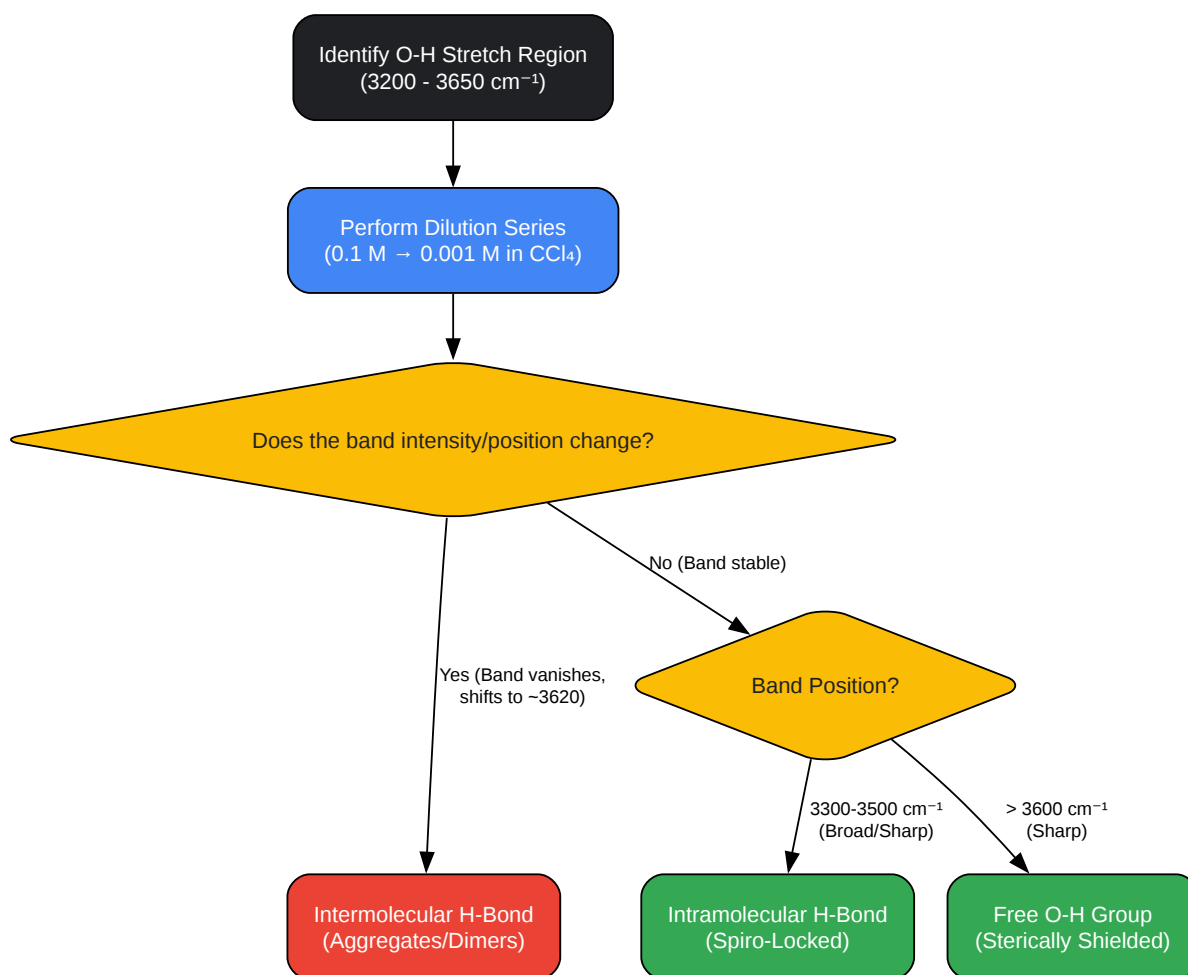 Identify O-H Stretch Region
(3200 - 3650 cm⁻¹)
Perform Dilution Series
(0.1 M → 0.001 M in CCl₄)
Does the band intensity/position change?
No (Band stable)
Yes (Band vanishes,
shifts to ~3620)
Band Position?
3300-3500 cm⁻¹
(Broad/Sharp)
> 3600 cm⁻¹
(Sharp)
Intermolecular H-Bond
(Aggregates/Dimers)
Intramolecular H-Bond
(Spiro-Locked)
Free O-H Group
(Sterically Shielded)